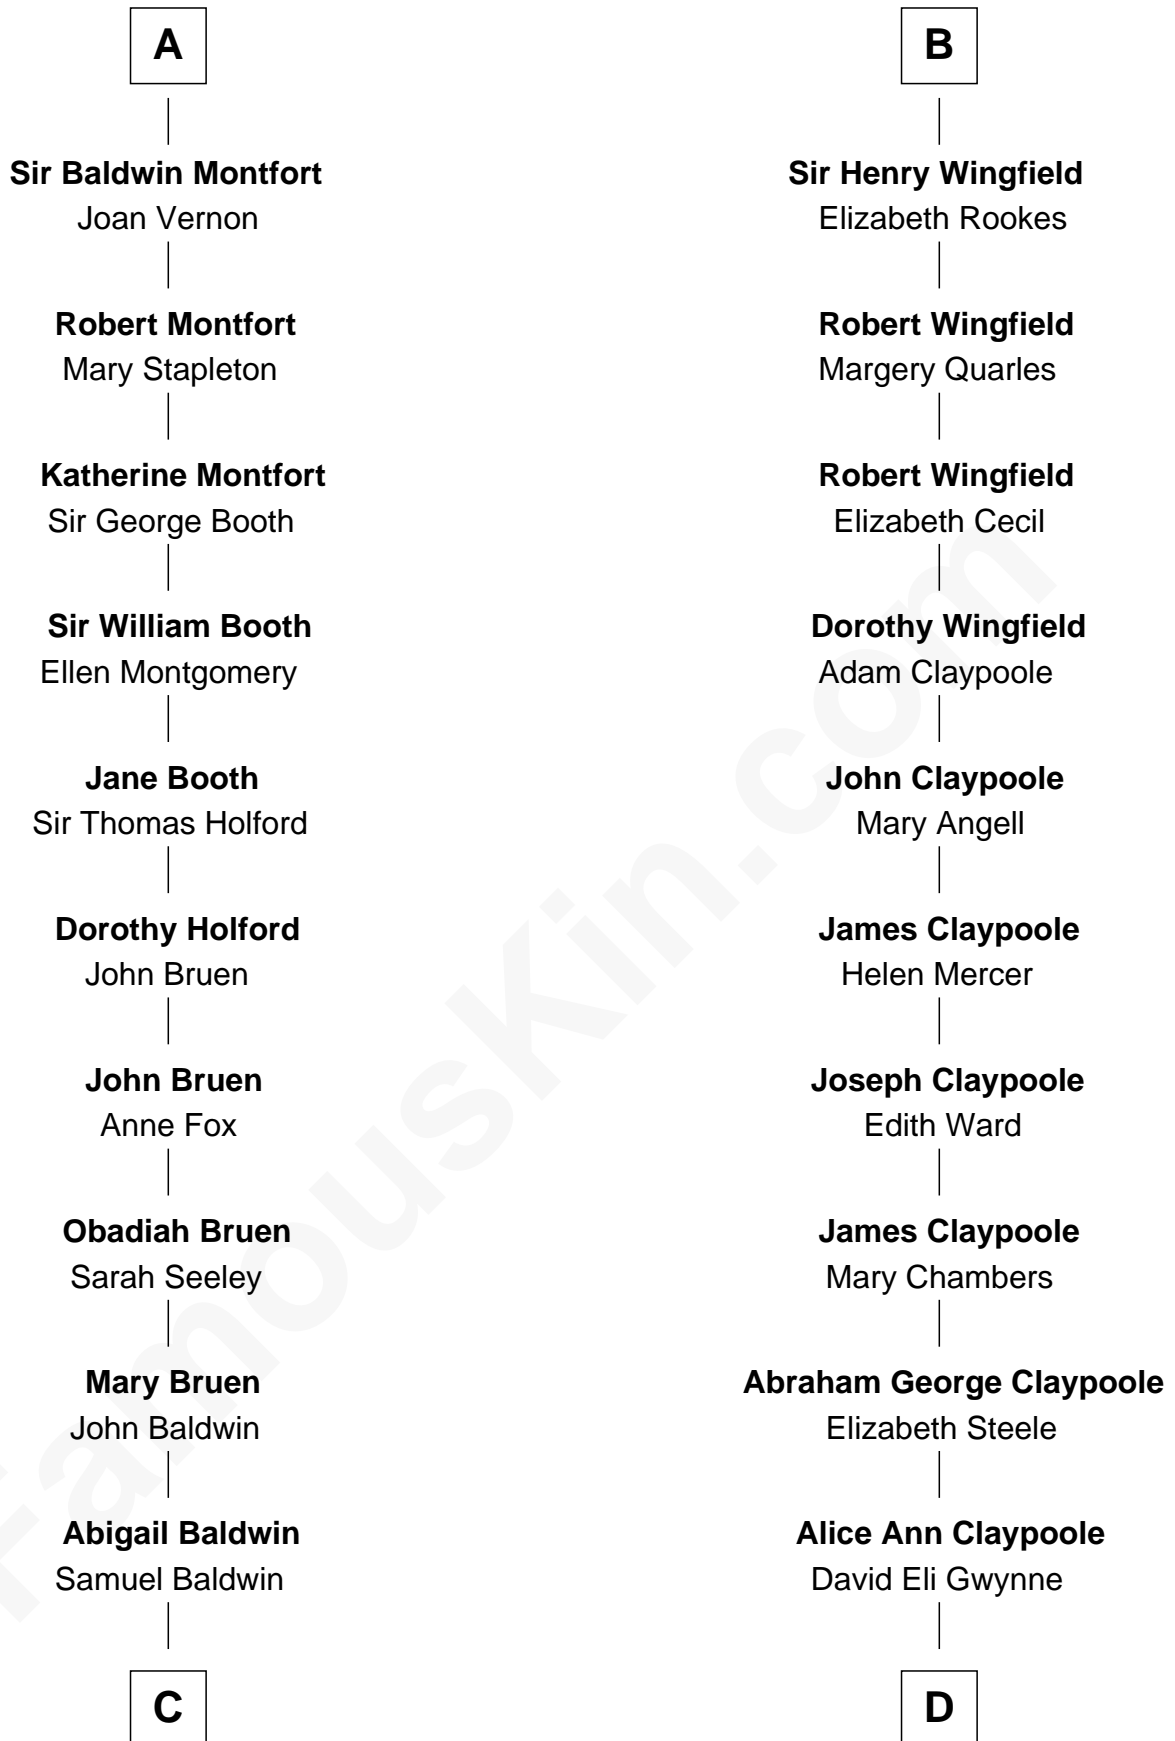 A
Sir Baldwin Montfort
Joan Vernon
Robert Montfort
Mary Stapleton
Katherine Montfort
Sir George Booth
Sir William Booth
Ellen Montgomery
Jane Booth
Sir Thomas Holford
Dorothy Holford
John Bruen
John Bruen
Anne Fox
Obadiah Bruen
Sarah Seeley
Mary Bruen
John Baldwin
Abigail Baldwin
Samuel Baldwin
C
B
Sir Henry Wingfield
Elizabeth Rookes
Robert Wingfield
Margery Quarles
Robert Wingfield
Elizabeth Cecil
Dorothy Wingfield
Adam Claypoole
John Claypoole
Mary Angell
James Claypoole
Helen Mercer
Joseph Claypoole
Edith Ward
James Claypoole
Mary Chambers
Abraham George Claypoole
Elizabeth Steele
Alice Ann Claypoole
David Eli Gwynne
D
FamousKin.com